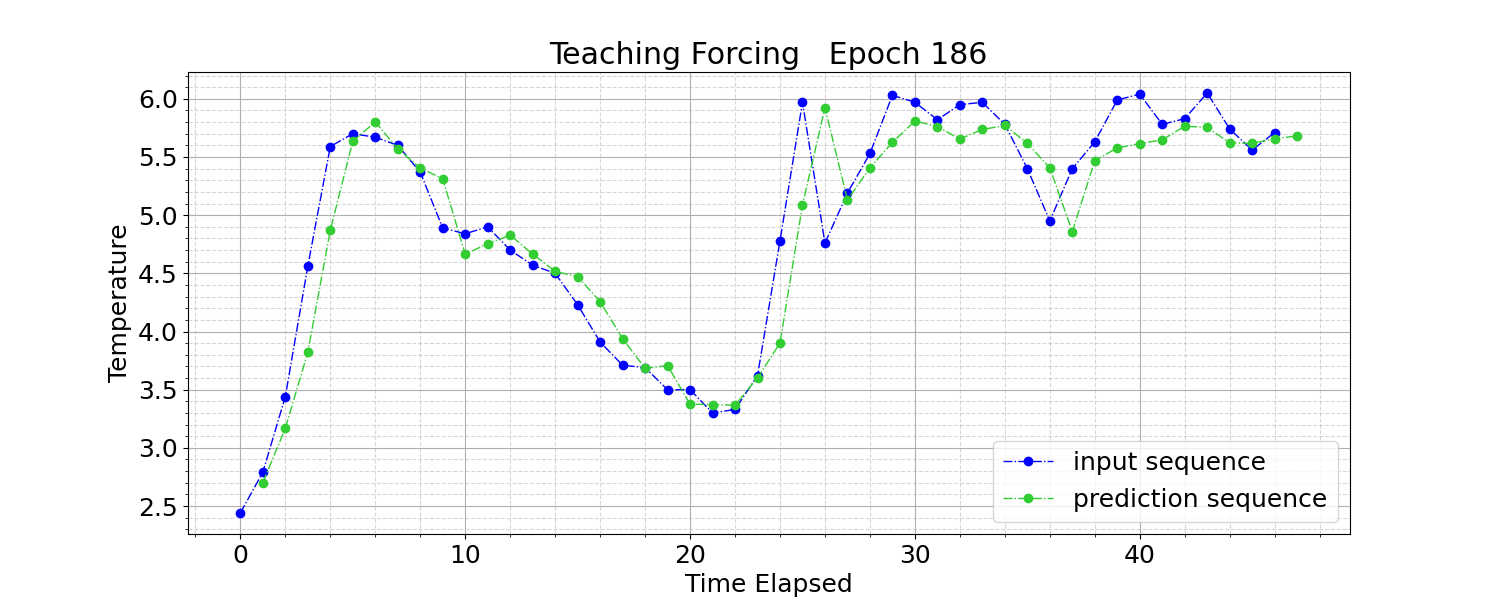 Teaching Forcing   Epoch 186
6.0
5.5
5.0
4.5
4.0
3.5
3.0
2.5
Temperature
input sequence
prediction sequence
0 10 20 30 40
Time Elapsed